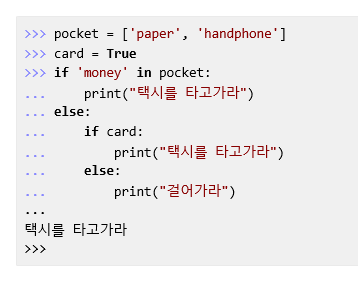 >>> pocket = ['paper', 'handphone']
>>> card = True
>>> if 'money' in pocket:
...     print("택시를 타고가라")
... else:
...     if card:
...         print("택시를 타고가라")
...     else:
...         print("걸어가라")
...
택시를 타고가라
>>>